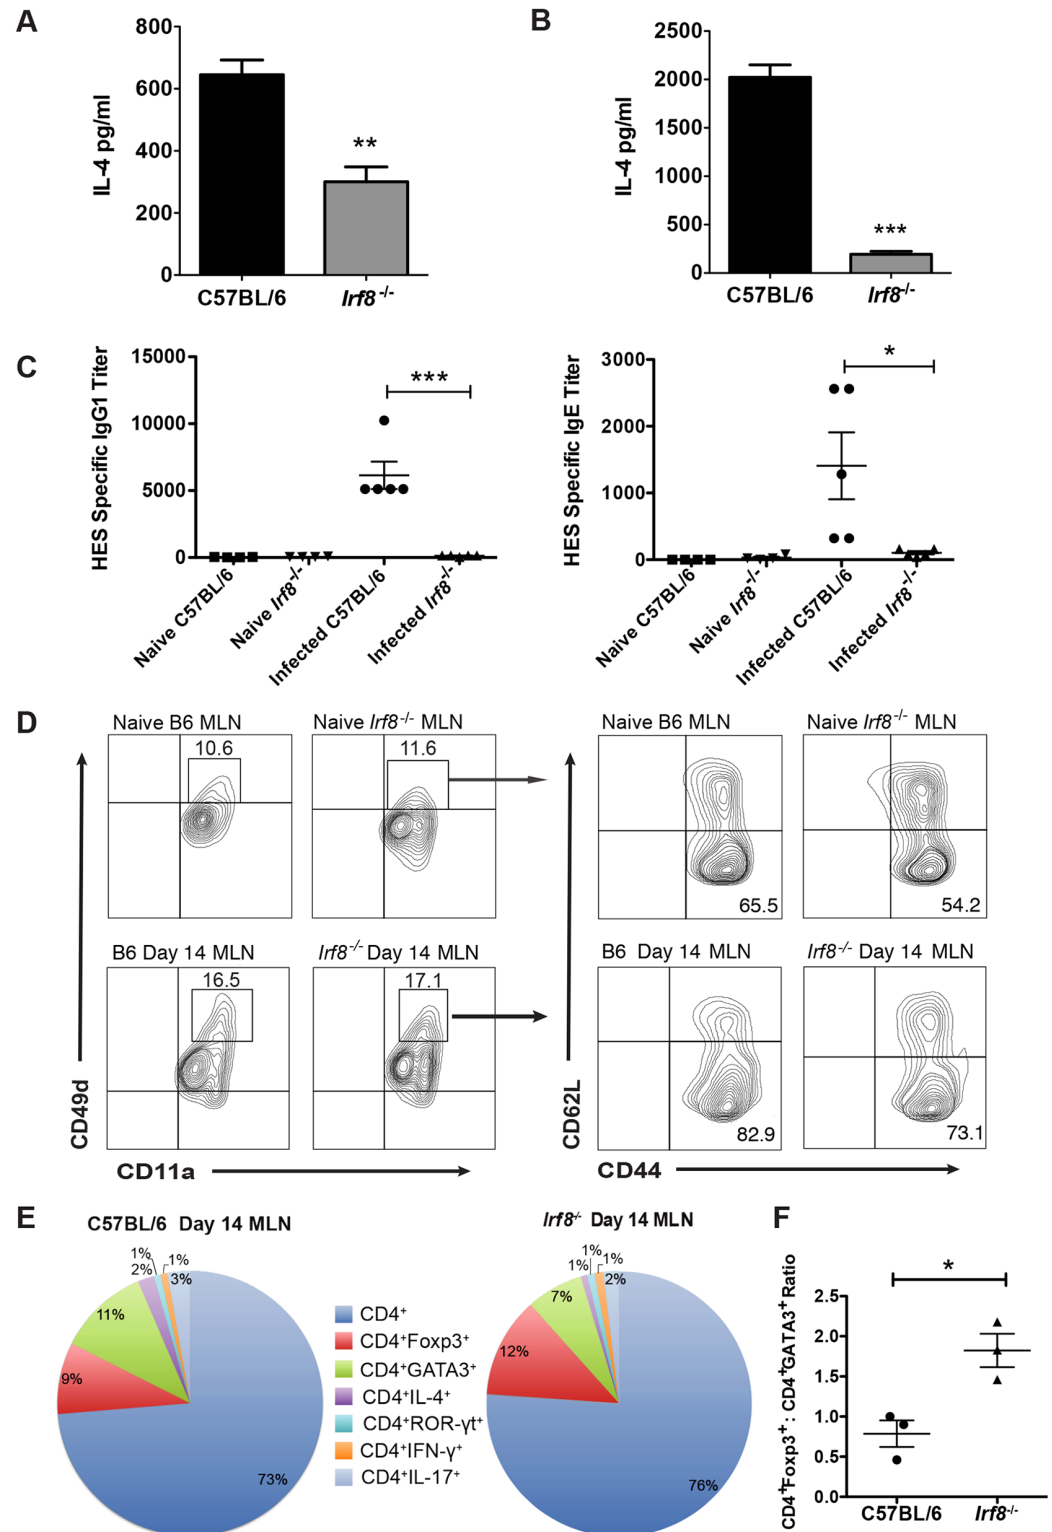 A
800
600
400
200
0
IL-4 pg/ml
**
C57BL/6
Irf8 -/-
B
2500
2000
1500
1000
500
0
IL-4 pg/ml
***
C57BL/6
Irf8-/-
C
15000
10000
5000
0
HES Specific IgG1 Titer
***
Naive C57BL/6
Naive Irf8-/-
Infected C57BL/6
Infected Irf8-/-
3000
2000
1000
0
HES Specific IgE Titer
*
Naive C57BL/6
Naive Irf8-/-
Infected C57BL/6
Infected Irf8-/-
D
Naive B6 MLN
10.6
Naive Irf8-/- MLN
11.6
Naive B6 MLN
65.5
Naive Irf8-/- MLN
54.2
B6 Day 14 MLN
16.5
Irf8-/- Day 14 MLN
17.1
B6 Day 14 MLN
82.9
Irf8-/- Day 14 MLN
73.1
CD49d
CD11a
CD62L
CD44
E
C57BL/6 Day 14 MLN
1%
1%
2%
3%
11%
9%
73%
CD4+
CD4+Foxp3+
CD4+GATA3+
CD4+IL-4+
CD4+ROR-γt+
CD4+IFN-γ+
CD4+IL-17+
Irf8-/- Day 14 MLN
1%
1%
1%
2%
7%
12%
76%
F
*
2.5
2.0
1.5
1.0
0.5
0.0
CD4+Foxp3+ : CD4+GATA3+ Ratio
C57BL/6
Irf8-/-